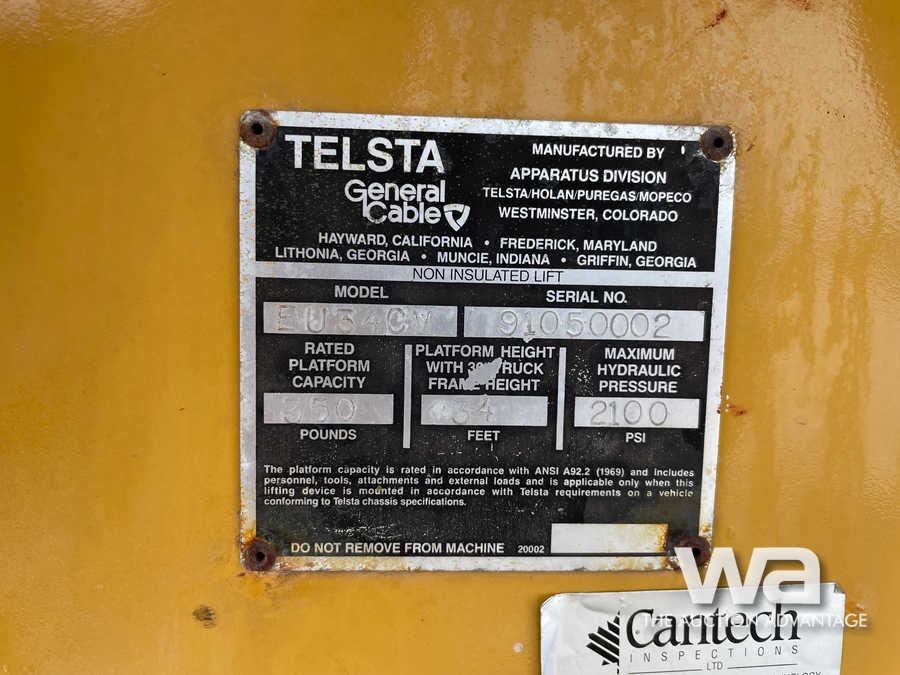 TELSTA
General
Cable
MANUFACTURED BY
APPARATUS DIVISION
TELSTA/HOLAN/PUREGAS/MOPECO
WESTMINSTER, COLORADO
HAYWARD, CALIFORNIA • FREDERICK, MARYLAND
LITHONIA, GEORGIA • MUNCIE, INDIANA • GRIFFIN, GEORGIA
NON INSULATED LIFT
MODEL
SERIAL NO.
91050002
RATED
PLATFORM
CAPACITY
350
POUNDS
PLATFORM HEIGHT
WITH TRUCK
FRAME HEIGHT
34
FEET
MAXIMUM
HYDRAULIC
PRESSURE
2100
PSI
The platform capacity is rated in accordance with ANSI A92.2 (1969) and includes
personnel, tools, attachments and external loads and is applicable only when this
lifting device is mounted in accordance with Telsta requirements on a vehicle
conforming to Telsta chassis specifications.
DO NOT REMOVE FROM MACHINE 20002
wa
THE AUCTION ADVANTAGE
Cantech
INSPECTIONS
LTD